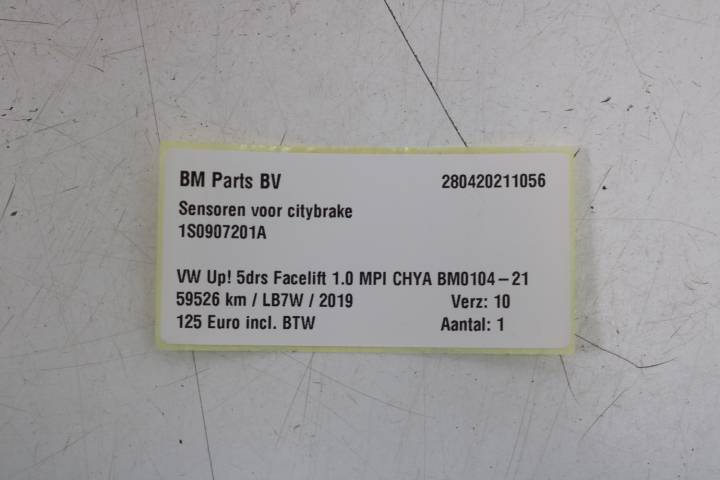 BM Parts BV 280420211056
Sensoren voor citybrake
1S0907201A
VW Up! 5drs Facelift 1.0 MPI CHYA BM0104-21
59526 km / LB7W / 2019 Verz: 10
125 Euro incl. BTW Aantal: 1